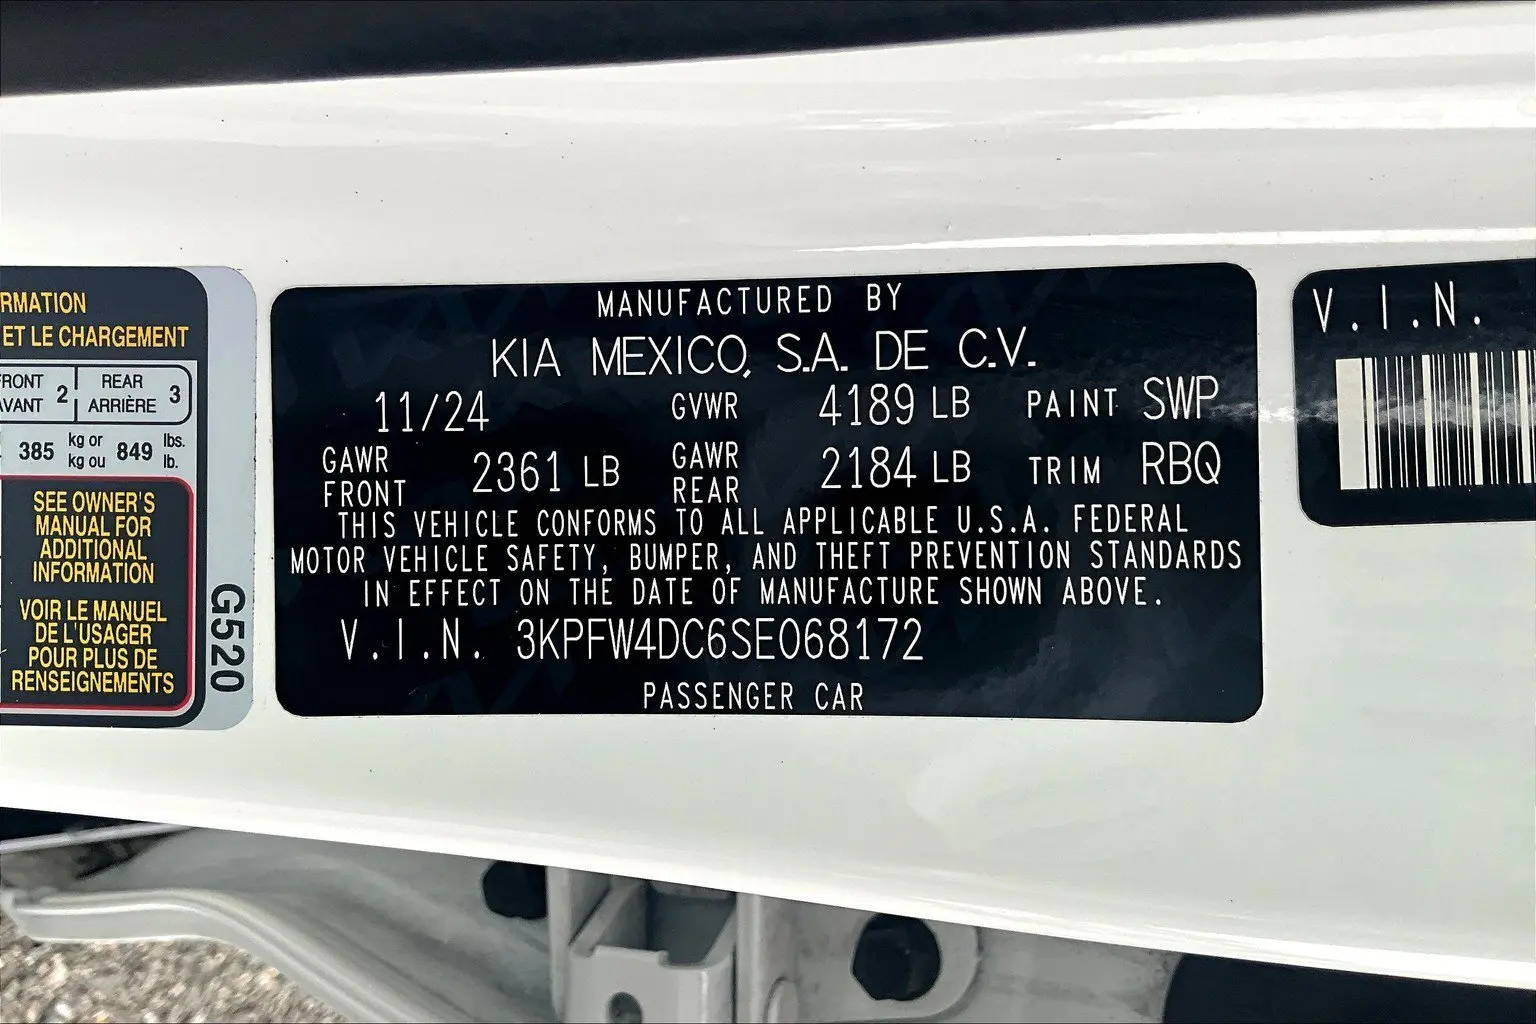 RMATION
ET LE CHARGEMENT
FRONT 2 REAR 3
AVANT ARRIÈRE
385 kg or 849 lbs.
kg ou lb.
SEE OWNER'S
MANUAL FOR
ADDITIONAL
INFORMATION
VOIR LE MANUEL
DE L'USAGER
POUR PLUS DE
RENSEIGNEMENTS
G520
MANUFACTURED BY
KIA MEXICO, S.A. DE C.V.
11/24 GVWR 4189 LB PAINT SWP
GAWR FRONT 2361 LB GAWR REAR 2184 LB TRIM RBQ
THIS VEHICLE CONFORMS TO ALL APPLICABLE U.S.A. FEDERAL
MOTOR VEHICLE SAFETY, BUMPER, AND THEFT PREVENTION STANDARDS
IN EFFECT ON THE DATE OF MANUFACTURE SHOWN ABOVE.
V.I.N. 3KPFW4DC6SE068172
PASSENGER CAR
V.I.N.